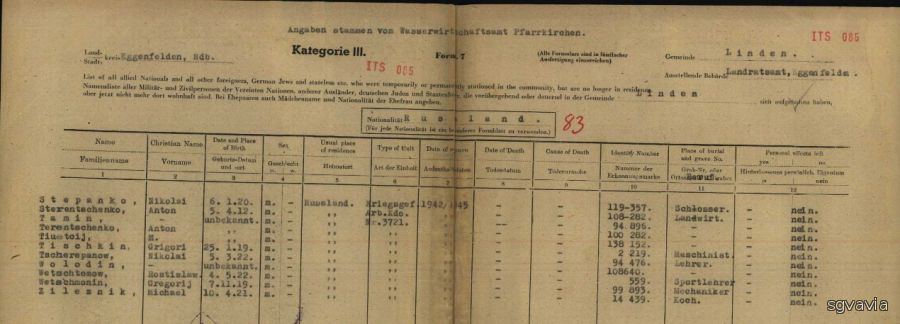 Angaben stammen von Wasserwirtschaftsamt Pfarrkirchen.
ITS 085
Land-
Stadt- kreis Eggenfelden, Ndb.
Kategorie III.
Form. 7
(Alle Formulare sind in fünffacher
Ausfertigung einzureichen)
Gemeinde Linden.
ITS 085
Ausstellende Behörde Landratsamt, Eggenfelden.
List of all allied Nationals and all other foreigners, German Jews and stateless etc. who were temporarily or permanently stationed in the community, but are no longer in residence.
Namensliste aller Militär- und Zivilpersonen der Vereinten Nationen, anderer Ausländer, deutschen Juden und Staatenlose, die vorübergehend oder dauernd in der Gemeinde Linden sich aufgehalten haben,
aber jetzt nicht mehr dort wohnhaft sind. Bei Ehepaaren auch Mädchenname und Nationalität der Ehefrau angeben.
Nationalität Russland.
(Für jede Nationalität ist ein besonderes Formblatt zu verwenden.)
83
Name Christian Name Date and Place of Birth Sex Usual place of residence Type of Unit Date of Date of Death Cause of Death Identity Number Place of burial and grave No. Personal effects left
yes no
Familienname Vorname Geburts-Datum und -ort Geschlecht Heimatort Art der Einheit Todesdatum Todesursache Nummer der Erkennungsmarke Grab-Nr. oder Beruf. Hinterlassenes persönlich. Eigentum
ja nein
1 2 3 4 5 6 7 8 9 10 11 12
Stepanko, Nikolai 6.1.20. m. - Russland. Kriegsgef. 1942/1945 - - 119-357. Schlosser. - nein.
Sterentschenko, Anton 5.4.12. m. - " Arb.Kdo. " - - 108-282. Landwirt. - nein.
Tamin, - unbekannt. m. - " Nr.3721. " - - 94 896. - - nein.
Terentschenko, Anton " m. - " " " - - 100 282. - - nein.
M. " m. - " " " - - 138 152. - - nein.
Tischkin, Grigori 25.1.19. m. - " " " - - 2 219. Maschinist. - nein.
Tscherepanow, Nikolai 5.3.22. m. - " " " - - 94 476. Lehrer. - nein.
Wolodin, - unbekannt. m. - " " " - - 108640. - - nein.
Wetschtomow, Rostislaw. 4.5.22. m. - " " " - - 559. Sportlehrer - nein.
Wetschmonin, Gregorij 7.11.19. m. - " " " - - 99 893. Mechaniker - nein.
Zileznik, Michael 10.4.21. m. - " " " - - 14 439. Koch. - nein.
sgvavia